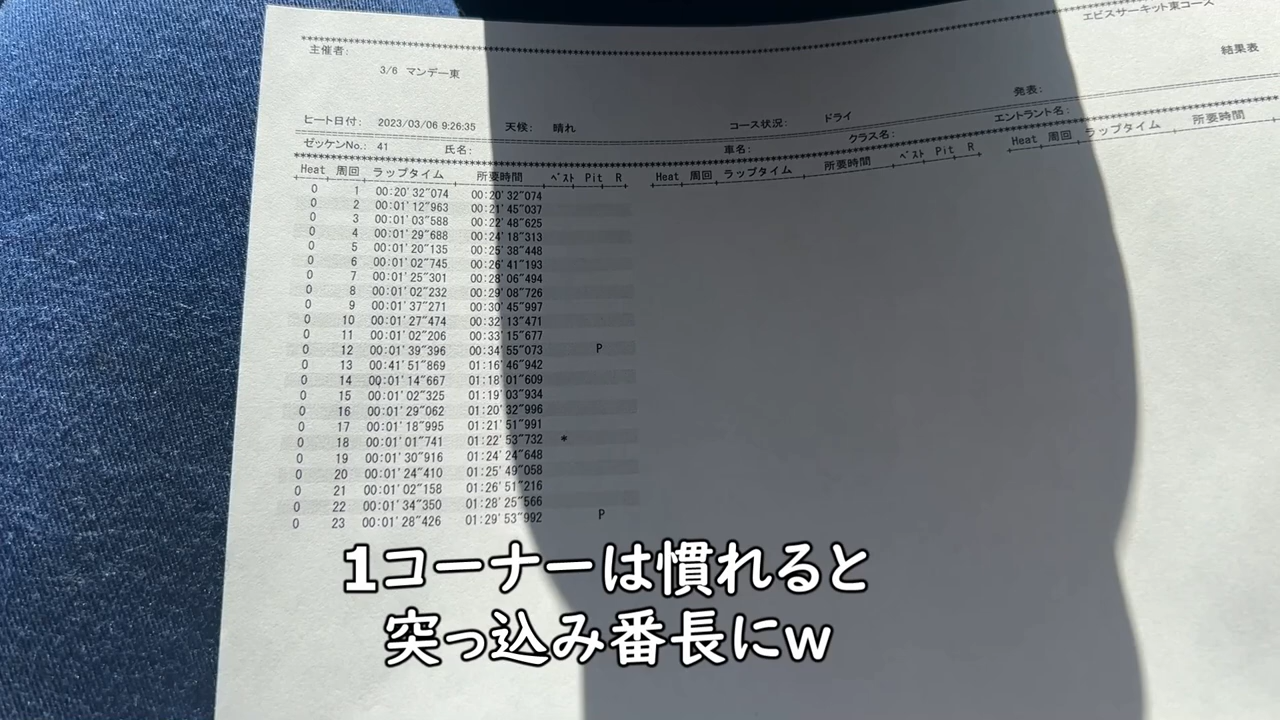 エビスサーキット東コース
主催者:
結果表
3/6 マンデー東
発表:
ヒート日付: 2023/03/06 9:26:35 天候: 晴れ コース状況: ドライ エントラント名:
ゼッケンNo.: 41 氏名: 車名: クラス名:
Heat 周回 ラップタイム 所要時間 ベスト Pit R Heat 周回 ラップタイム 所要時間 ベスト Pit R Heat 周回 ラップタイム 所要時間
0 1 00:20'32"074 00:20'32"074
0 2 00:01'12"963 00:21'45"037
0 3 00:01'03"588 00:22'48"625
0 4 00:01'29"688 00:24'18"313
0 5 00:01'20"135 00:25'38"448
0 6 00:01'02"745 00:26'41"193
0 7 00:01'25"301 00:28'06"494
0 8 00:01'02"232 00:29'08"726
0 9 00:01'37"271 00:30'45"997
0 10 00:01'27"474 00:32'13"471
0 11 00:01'02"206 00:33'15"677
0 12 00:01'39"396 00:34'55"073 P
0 13 00:41'51"869 01:16'46"942
0 14 00:01'14"667 01:18'01"609
0 15 00:01'02"325 01:19'03"934
0 16 00:01'29"062 01:20'32"996
0 17 00:01'18"995 01:21'51"991
0 18 00:01'01"741 01:22'53"732 *
0 19 00:01'30"916 01:24'24"648
0 20 00:01'24"410 01:25'49"058
0 21 00:01'02"158 01:26'51"216
0 22 00:01'34"350 01:28'25"566
0 23 00:01'28"426 01:29'53"992 P
1コーナーは慣れると
突っ込み番長にw